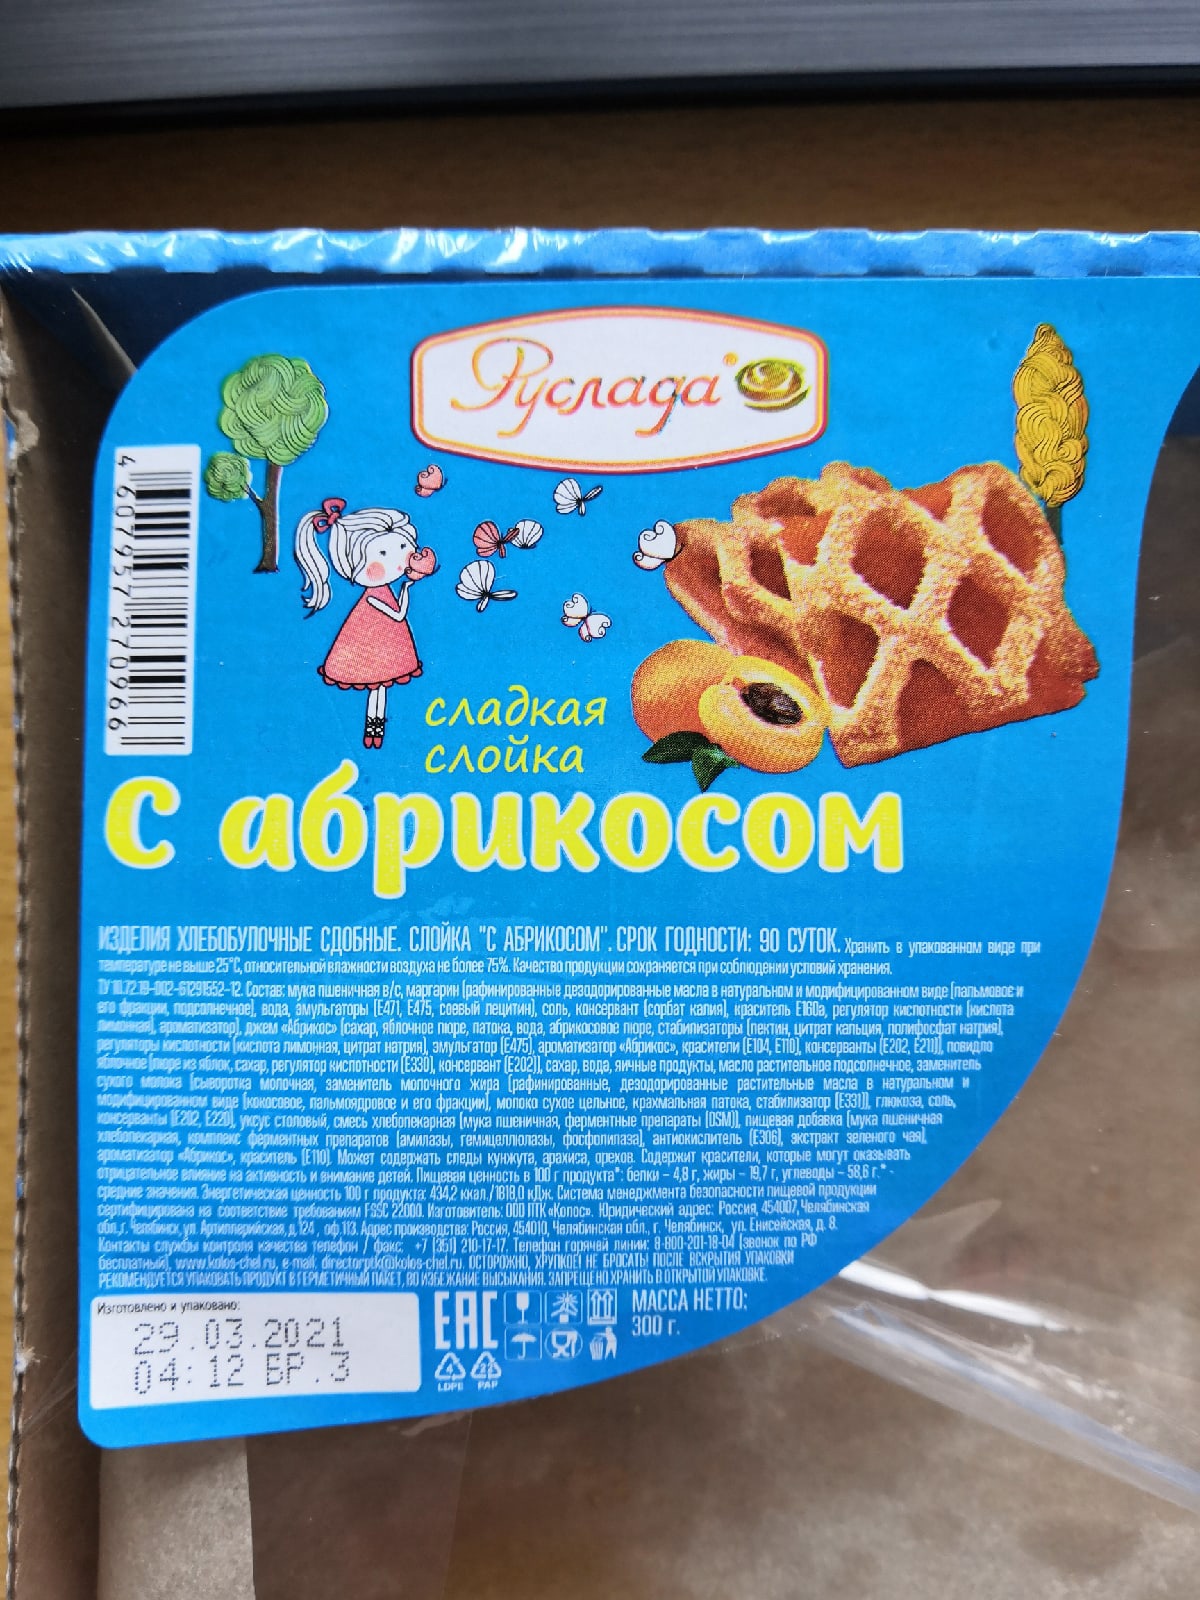 Руслада®
4 607957 270966
сладкая
слойка
С абрикосом
ИЗДЕЛИЯ ХЛЕБОБУЛОЧНЫЕ СДОБНЫЕ. СЛОЙКА "С АБРИКОСОМ". СРОК ГОДНОСТИ: 90 СУТОК. Хранить в упакованном виде при
температуре не выше 25°С, относительной влажности воздуха не более 75%. Качество продукции сохраняется при соблюдении условий хранения.
ТУ 10.72.19-002-61291552-12. Состав: мука пшеничная в/с, маргарин (рафинированные дезодорированные масла в натуральном и модифицированном виде (пальмовое и
его фракции, подсолнечное), вода, эмульгаторы (Е471, Е475, соевый лецитин), соль, консервант (сорбат калия), краситель Е160а, регулятор кислотности (кислота
лимонная), ароматизатор), джем «Абрикос» (сахар, яблочное пюре, патока, вода, абрикосовое пюре, стабилизаторы (пектин, цитрат кальция, полифосфат натрия),
регуляторы кислотности (кислота лимонная, цитрат натрия), эмульгатор (Е475), ароматизатор «Абрикос», красители (Е104, Е110), консерванты (Е202, Е211)), повидло
яблочное (пюре из яблок, сахар, регулятор кислотности (Е330), консервант (Е202)), сахар, вода, яичные продукты, масло растительное подсолнечное, заменитель
сухого молока (сыворотка молочная, заменитель молочного жира (рафинированные, дезодорированные растительные масла в натуральном и
модифицированном виде (кокосовое, пальмоядровое и его фракции), молоко сухое цельное, крахмальная патока, стабилизатор (Е331)), глюкоза, соль,
консерванты (Е202, Е220), уксус столовый, смесь хлебопекарная (мука пшеничная, ферментные препараты (DSM)), пищевая добавка (мука пшеничная
хлебопекарная, комплекс ферментных препаратов (амилазы, гемицеллюлазы, фосфолипаза), антиокислитель (Е306), экстракт зеленого чая),
ароматизатор «Абрикос», краситель (Е110). Может содержать следы кунжута, арахиса, орехов. Содержит красители, которые могут оказывать
отрицательное влияние на активность и внимание детей. Пищевая ценность в 100 г продукта*: белки – 4,8 г, жиры – 19,7 г, углеводы – 58,6 г.* -
средние значения. Энергетическая ценность 100 г продукта: 434,2 ккал/1818,0 кДж. Система менеджмента безопасности пищевой продукции
сертифицирована на соответствие требованиям FSSC 22000. Изготовитель: ООО ПТК «Колос». Юридический адрес: Россия, 454007, Челябинская
обл., г. Челябинск, ул. Артиллерийская, д. 124, оф. 113. Адрес производства: Россия, 454010, Челябинская обл., г. Челябинск, ул. Енисейская, д. 8.
Контакты службы контроля качества телефон / факс: +7 (351) 210-17-17. Телефон горячей линии: 8-800-201-18-04 (звонок по РФ
бесплатный), www.kolos-chel.ru, e-mail: directorptk@kolos-chel.ru. ОСТОРОЖНО, ХРУПКОЕ! НЕ БРОСАТЬ! ПОСЛЕ ВСКРЫТИЯ УПАКОВКИ
РЕКОМЕНДУЕТСЯ УПАКОВАТЬ ПРОДУКТ В ГЕРМЕТИЧНЫЙ ПАКЕТ, ВО ИЗБЕЖАНИЕ ВЫСЫХАНИЯ. ЗАПРЕЩЕНО ХРАНИТЬ В ОТКРЫТОЙ УПАКОВКЕ.
Изготовлено и упаковано:
29.03.2021
04:12 БР.3
ЕАС
4
LDPE
PAP
МАССА НЕТТО:
300 г.